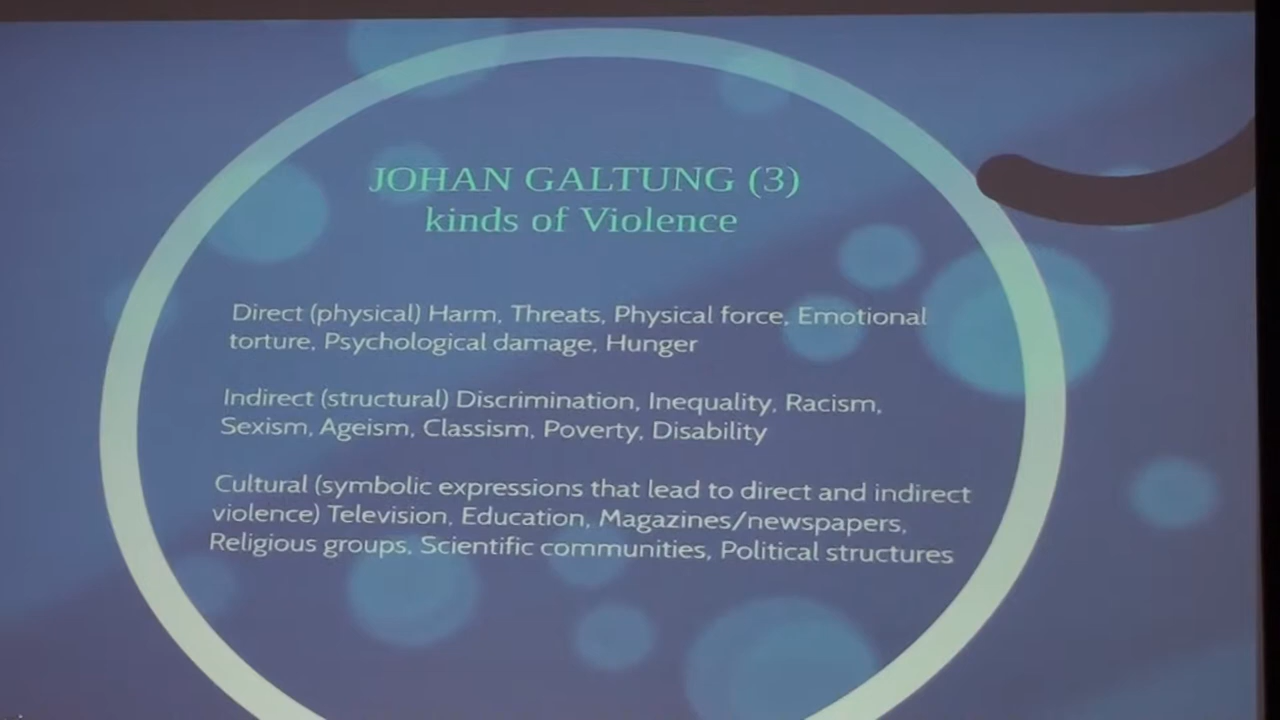 JOHAN GALTUNG (3)
kinds of Violence
Direct (physical) Harm, Threats, Physical force, Emotional
torture, Psychological damage, Hunger
Indirect (structural) Discrimination, Inequality, Racism,
Sexism, Ageism, Classism, Poverty, Disability
Cultural (symbolic expressions that lead to direct and indirect
violence) Television, Education, Magazines/newspapers,
Religious groups, Scientific communities, Political structures